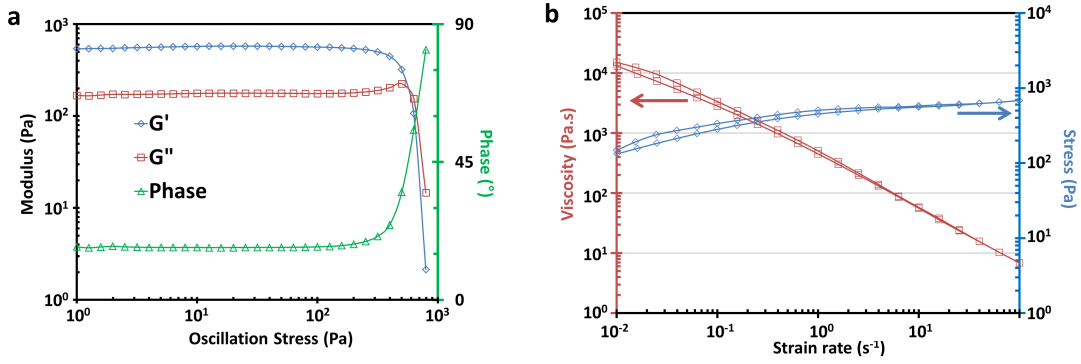 a
10³
10²
10¹
10⁰
Modulus (Pa)
G'
G"
Phase
90
45
0
Phase (°)
10⁰
10¹
10²
10³
Oscillation Stress (Pa)
b
10⁵
10⁴
10³
10²
10¹
10⁰
Viscosity (Pa.s)
10⁴
10³
10²
10¹
10⁰
Stress (Pa)
10⁻²
10⁻¹
10⁰
10¹
Strain rate (s⁻¹)